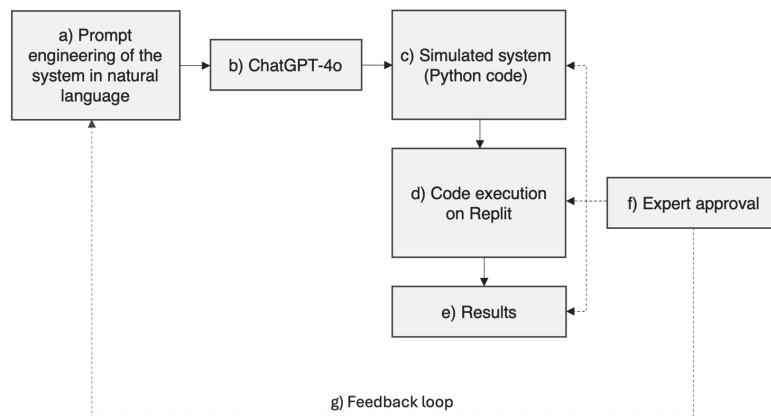 a) Prompt
engineering of the
system in natural
language
b) ChatGPT-4o
c) Simulated system
(Python code)
d) Code execution
on Replit
f) Expert approval
e) Results
g) Feedback loop